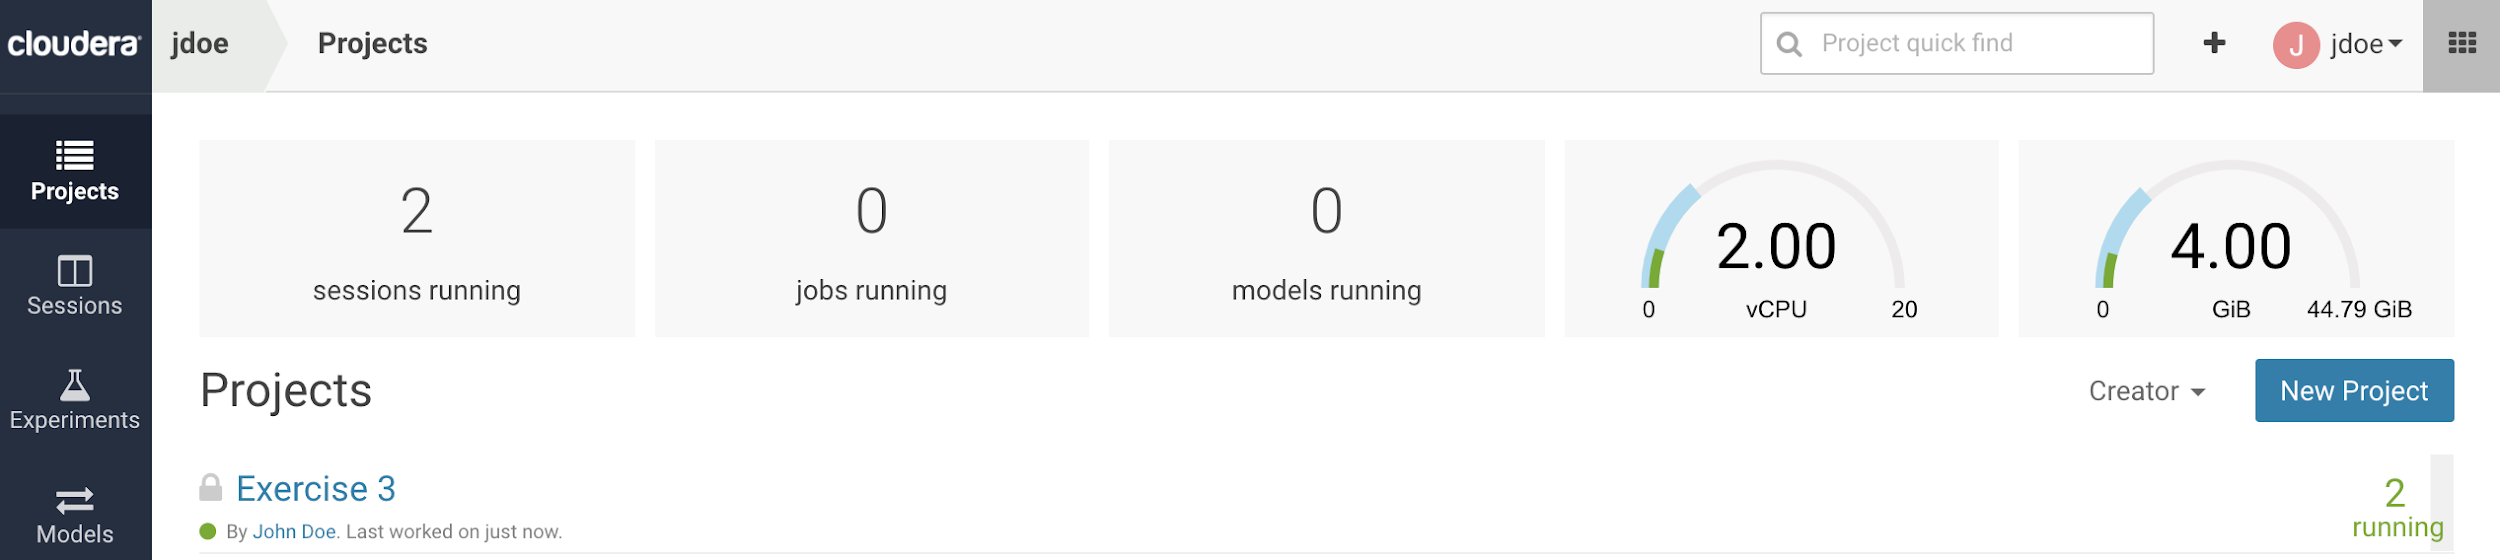 cloudera
jdoe
Projects
Project quick find
+
J
jdoe
Projects
Sessions
Experiments
Models
2
sessions running
0
jobs running
0
models running
2.00
0
vCPU
20
4.00
0
GiB
44.79 GiB
Projects
Creator
New Project
Exercise 3
By John Doe. Last worked on just now.
2
running